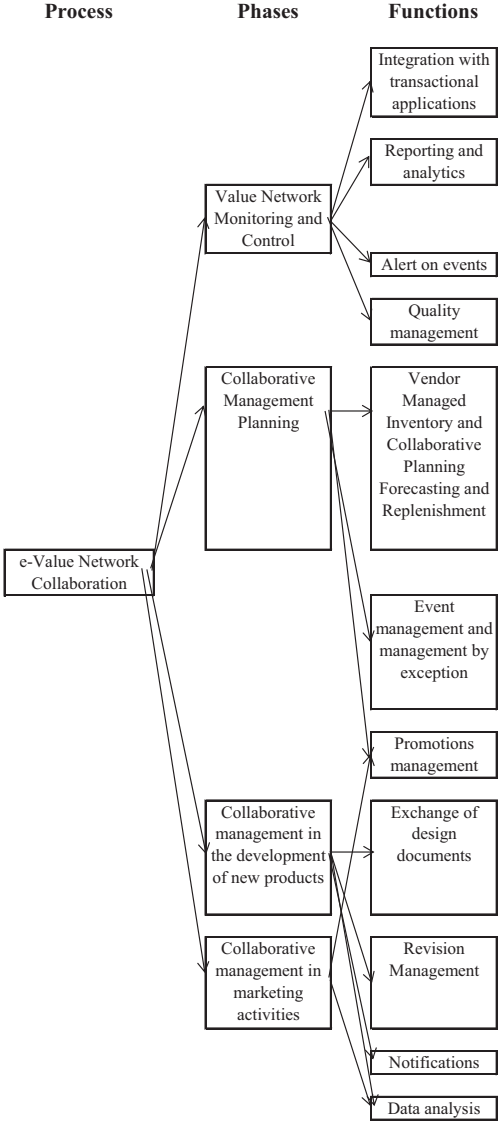 Process Phases Functions
Integration with
transactional
applications
Reporting and
analytics
Value Network
Monitoring and
Control
Alert on events
Quality
management
Collaborative
Management
Planning
Vendor
Managed
Inventory and
Collaborative
Planning
Forecasting and
Replenishment
e-Value Network
Collaboration
Event
management and
management by
exception
Promotions
management
Collaborative
management in
the development
of new products
Exchange of
design
documents
Collaborative
management in
marketing
activities
Revision
Management
Notifications
Data analysis